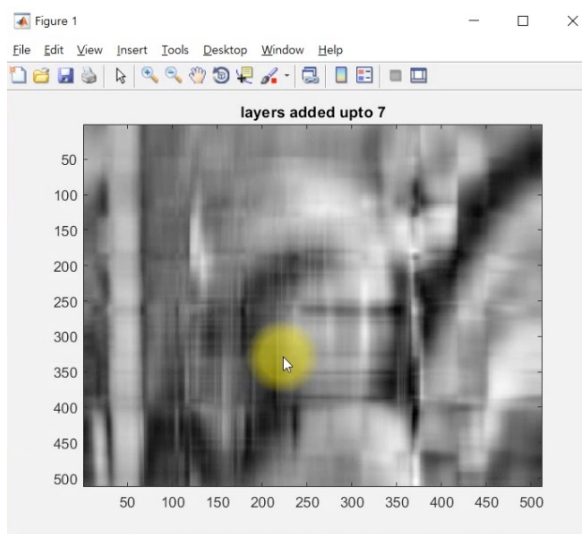 Figure 1
File Edit View Insert Tools Desktop Window Help
layers added upto 7
50
100
150
200
250
300
350
400
450
500
50 100 150 200 250 300 350 400 450 500